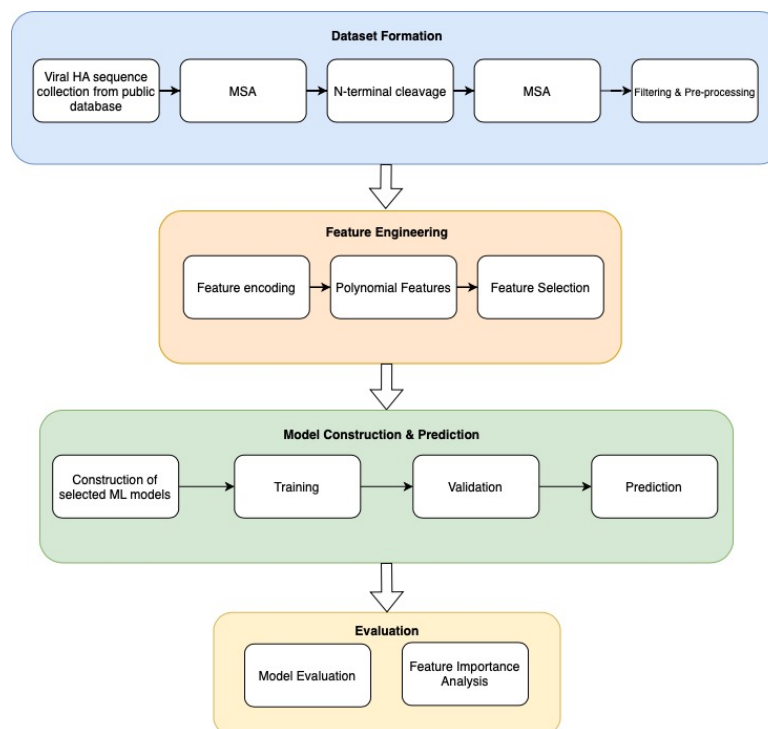 Dataset Formation
Viral HA sequence
collection from public
database
MSA
N-terminal cleavage
MSA
Filtering & Pre-processing
Feature Engineering
Feature encoding
Polynomial Features
Feature Selection
Model Construction & Prediction
Construction of
selected ML models
Training
Validation
Prediction
Evaluation
Model Evaluation
Feature Importance
Analysis